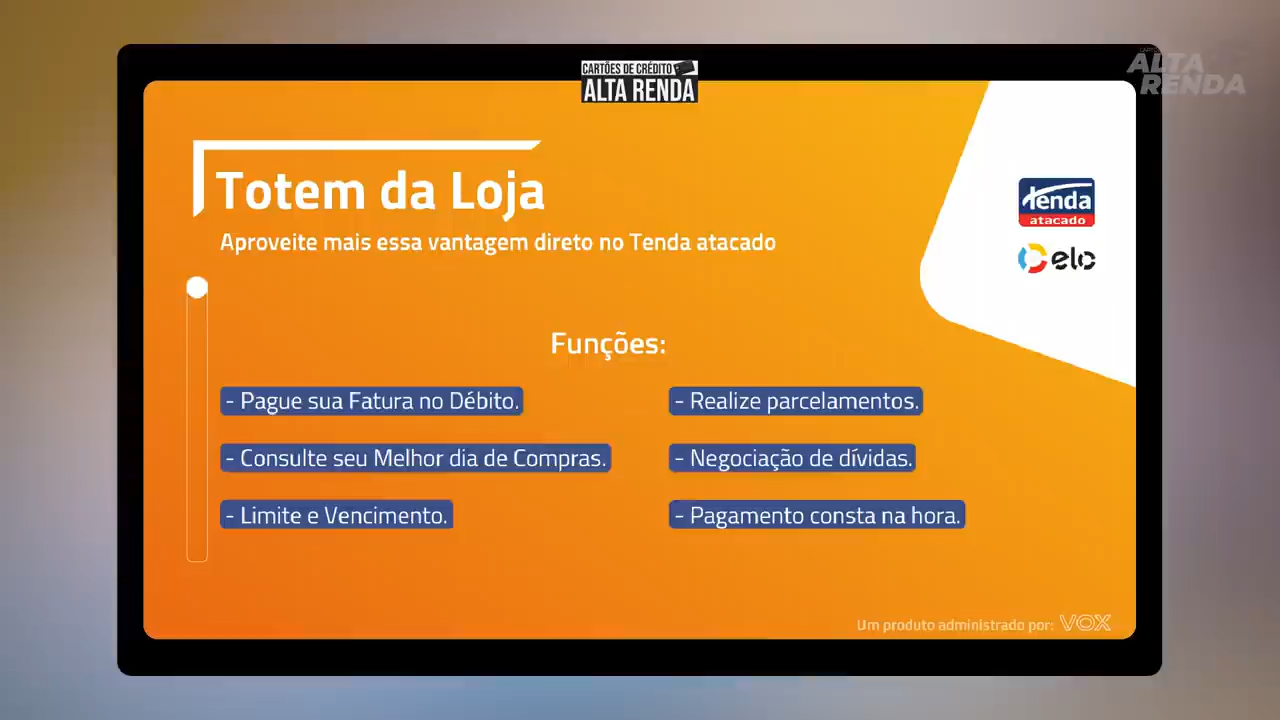 CARTÕES DE CRÉDITO
ALTA RENDA
ALTA
RENDA
Totem da Loja
Aproveite mais essa vantagem direto no Tenda atacado
Tenda
atacado
elo
Funções:
- Pague sua Fatura no Débito.
- Realize parcelamentos.
- Consulte seu Melhor dia de Compras.
- Negociação de dívidas.
- Limite e Vencimento.
- Pagamento consta na hora.
Um produto administrado por: VOX